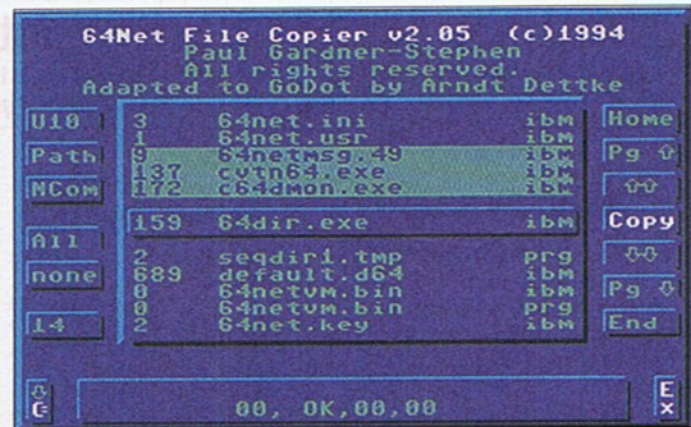 64Net File Copier v2.05 (c)1994
Paul Gardner-Stephen
All rights reserved.
Adapted to GoDot by Arndt Dettke
U10
Path
NCom
All
none
14
3 64net.ini ibm
1 64net.usr ibm
9 64netmsg.49 ibm
137 cvtn64.exe ibm
172 c64dmon.exe ibm
159 64dir.exe ibm
2 seqdir1.tmp prg
689 default.d64 ibm
0 64netvm.bin ibm
0 64netvm.bin prg
2 64net.key ibm
Home
Pg ⇧
⇧⇧
Copy
⇩⇩
Pg ⇩
End
00, OK,00,00
Ex